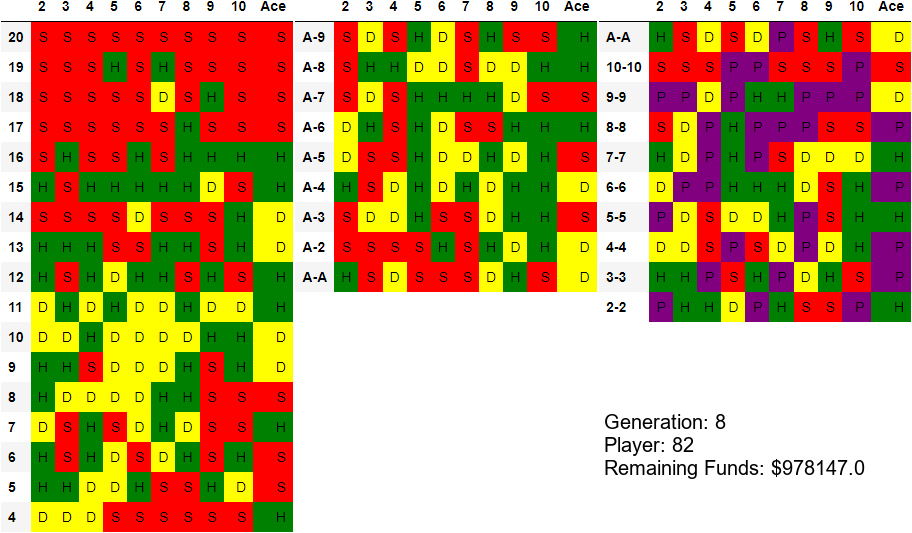 2 3 4 5 6 7 8 9 10 Ace
20 S S S S S S S S S S
19 S S S H S H S S S S
18 S S S S S D S H S S
17 S S S S S S H S S S
16 S H S S H S H H H H
15 H S H H H H H D S H
14 S S S S D S S S H D
13 H H H S S H H S H D
12 H S H D H H S H S H
11 D H D H D D H D D H
10 D D H D D D D H H D
9 H H S D D D H S H D
8 H D D D D H H S S S
7 D S H S D H D S S H
6 H S H D S D H S H S
5 H H D D H S S H D S
4 D D D S S S S S S H
2 3 4 5 6 7 8 9 10 Ace
A-9 S D S H D S H S S H
A-8 S H H D D S D D H H
A-7 S D S H H H H D S S
A-6 D H S H D S S H H H
A-5 D S S H D D H D H S
A-4 H S D H D H D H H D
A-3 S D D H S S D H H S
A-2 S S S S H S H D H D
A-A H S D S S S D H S D
2 3 4 5 6 7 8 9 10 Ace
A-A H S D S D P S H S D
10-10 S S S P P S S S P S
9-9 P P D P H H P P P D
8-8 S D P H P P P S S P
7-7 H D P H P S D D D H
6-6 D P P H H H D S H P
5-5 P D S D D H P S H H
4-4 D D S P S D P D H P
3-3 H H P S H P D H S P
2-2 P H H D P H S S P H
Generation: 8
Player: 82
Remaining Funds: $978147.0